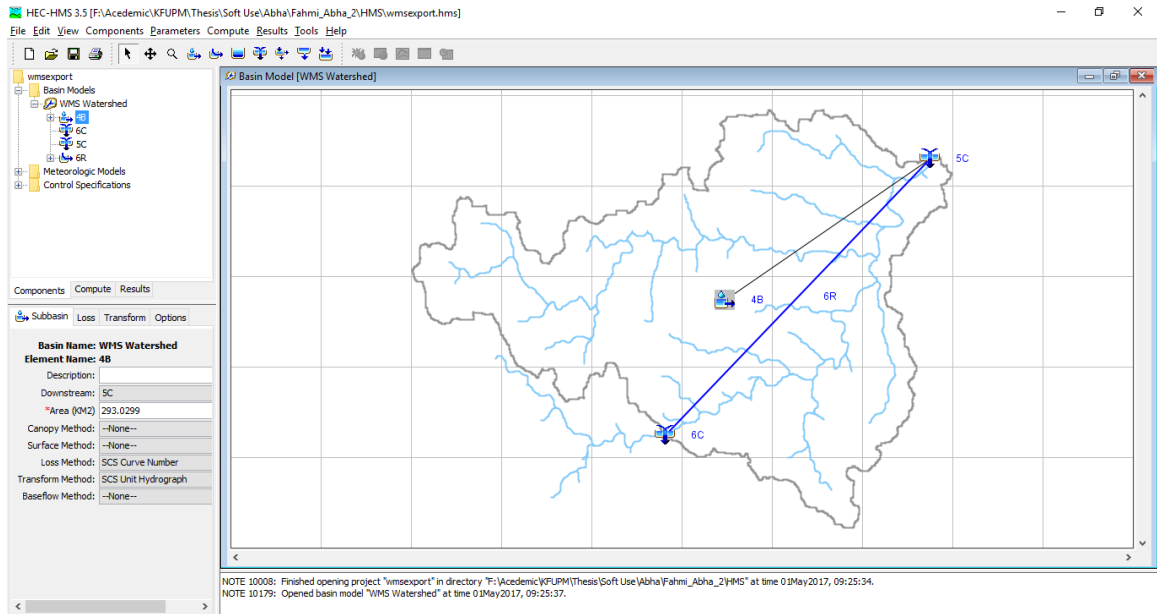 HEC-HMS 3.5 [F:\Acedemic\KFUPM\Thesis\Soft Use\Abha\Fahmi_Abha_2\HMS\wmsexport.hms]
File Edit View Components Parameters Compute Results Tools Help
wmsexport
Basin Models
WMS Watershed
4B
6C
5C
6R
Meteorologic Models
Control Specifications
Components Compute Results
Subbasin Loss Transform Options
Basin Name: WMS Watershed
Element Name: 4B
Description:
Downstream: 5C
*Area (KM2) 293.0299
Canopy Method: --None--
Surface Method: --None--
Loss Method: SCS Curve Number
Transform Method: SCS Unit Hydrograph
Baseflow Method: --None--
Basin Model [WMS Watershed]
5C
4B
6R
6C
NOTE 10008: Finished opening project "wmsexport" in directory "F:\Acedemic\KFUPM\Thesis\Soft Use\Abha\Fahmi_Abha_2\HMS" at time 01May2017, 09:25:34.
NOTE 10179: Opened basin model "WMS Watershed" at time 01May2017, 09:25:37.